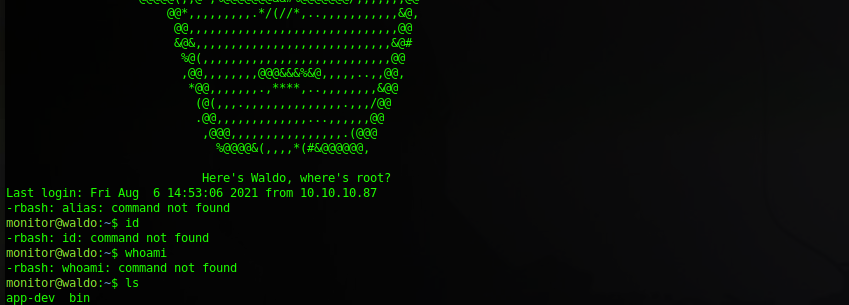 @@*,,,,,,,,,.*/(//*,..,,,,,,,,,,,&@,
@@,,,,,,,,,,,,,,,,,,,,,,,,,,,,,@@
&@&,,,,,,,,,,,,,,,,,,,,,,,,,,,,&@#
%@(,,,,,,,,,,,,,,,,,,,,,,,,,,,@@
,@@,,,,,,,,@@@&&&%&@,,,,,..,,@@,
*@@,,,,,,,.,****,..,,,,,,,,&@@
(@(,,,.,,,,,,,,,,,,,,.,,,/@@
.@@,,,,,,,,,,,,,...,,,,,,@@
,@@@,,,,,,,,,,,,,,,,.(@@@
%@@@@&(,,,,*(#&@@@@@@,
Here's Waldo, where's root?
Last login: Fri Aug  6 14:53:06 2021 from 10.10.10.87
-rbash: alias: command not found
monitor@waldo:~$ id
-rbash: id: command not found
monitor@waldo:~$ whoami
-rbash: whoami: command not found
monitor@waldo:~$ ls
app-dev  bin